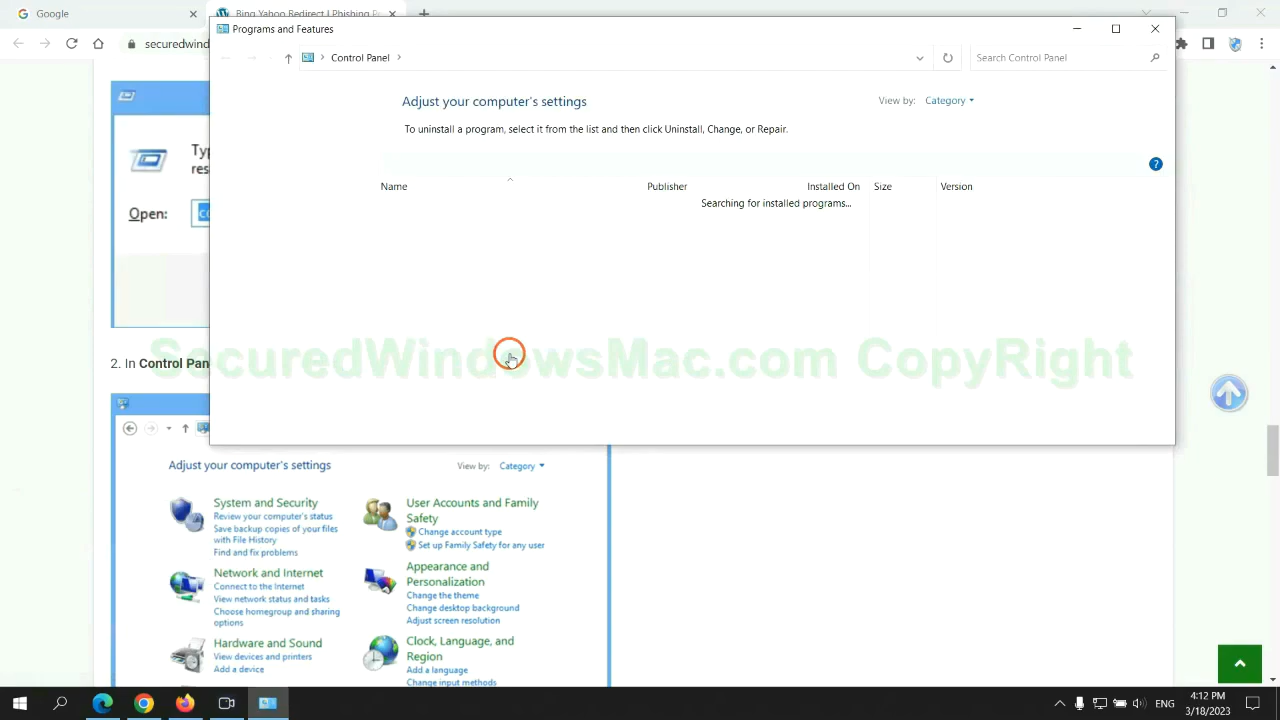 Google
Bing Yahoo Redirect | Phishing P
securedwind
Programs and Features
Control Panel
Search Control Panel
Adjust your computer's settings
View by: Category
To uninstall a program, select it from the list and then click Uninstall, Change, or Repair.
Name
Publisher
Installed On
Size
Version
Searching for installed programs...
Open:
SecuredWindowsMac.com CopyRight
2. In Control Pan
Adjust your computer's settings
View by: Category
System and Security
Review your computer's status
Save backup copies of your files
with File History
Find and fix problems
User Accounts and Family
Safety
Change account type
Set up Family Safety for any user
Network and Internet
Connect to the Internet
View network status and tasks
Choose homegroup and sharing
options
Appearance and
Personalization
Change the theme
Change desktop background
Adjust screen resolution
Hardware and Sound
View devices and printers
Add a device
Clock, Language, and
Region
Add a language
Change input methods
ENG
4:12 PM
3/18/2023